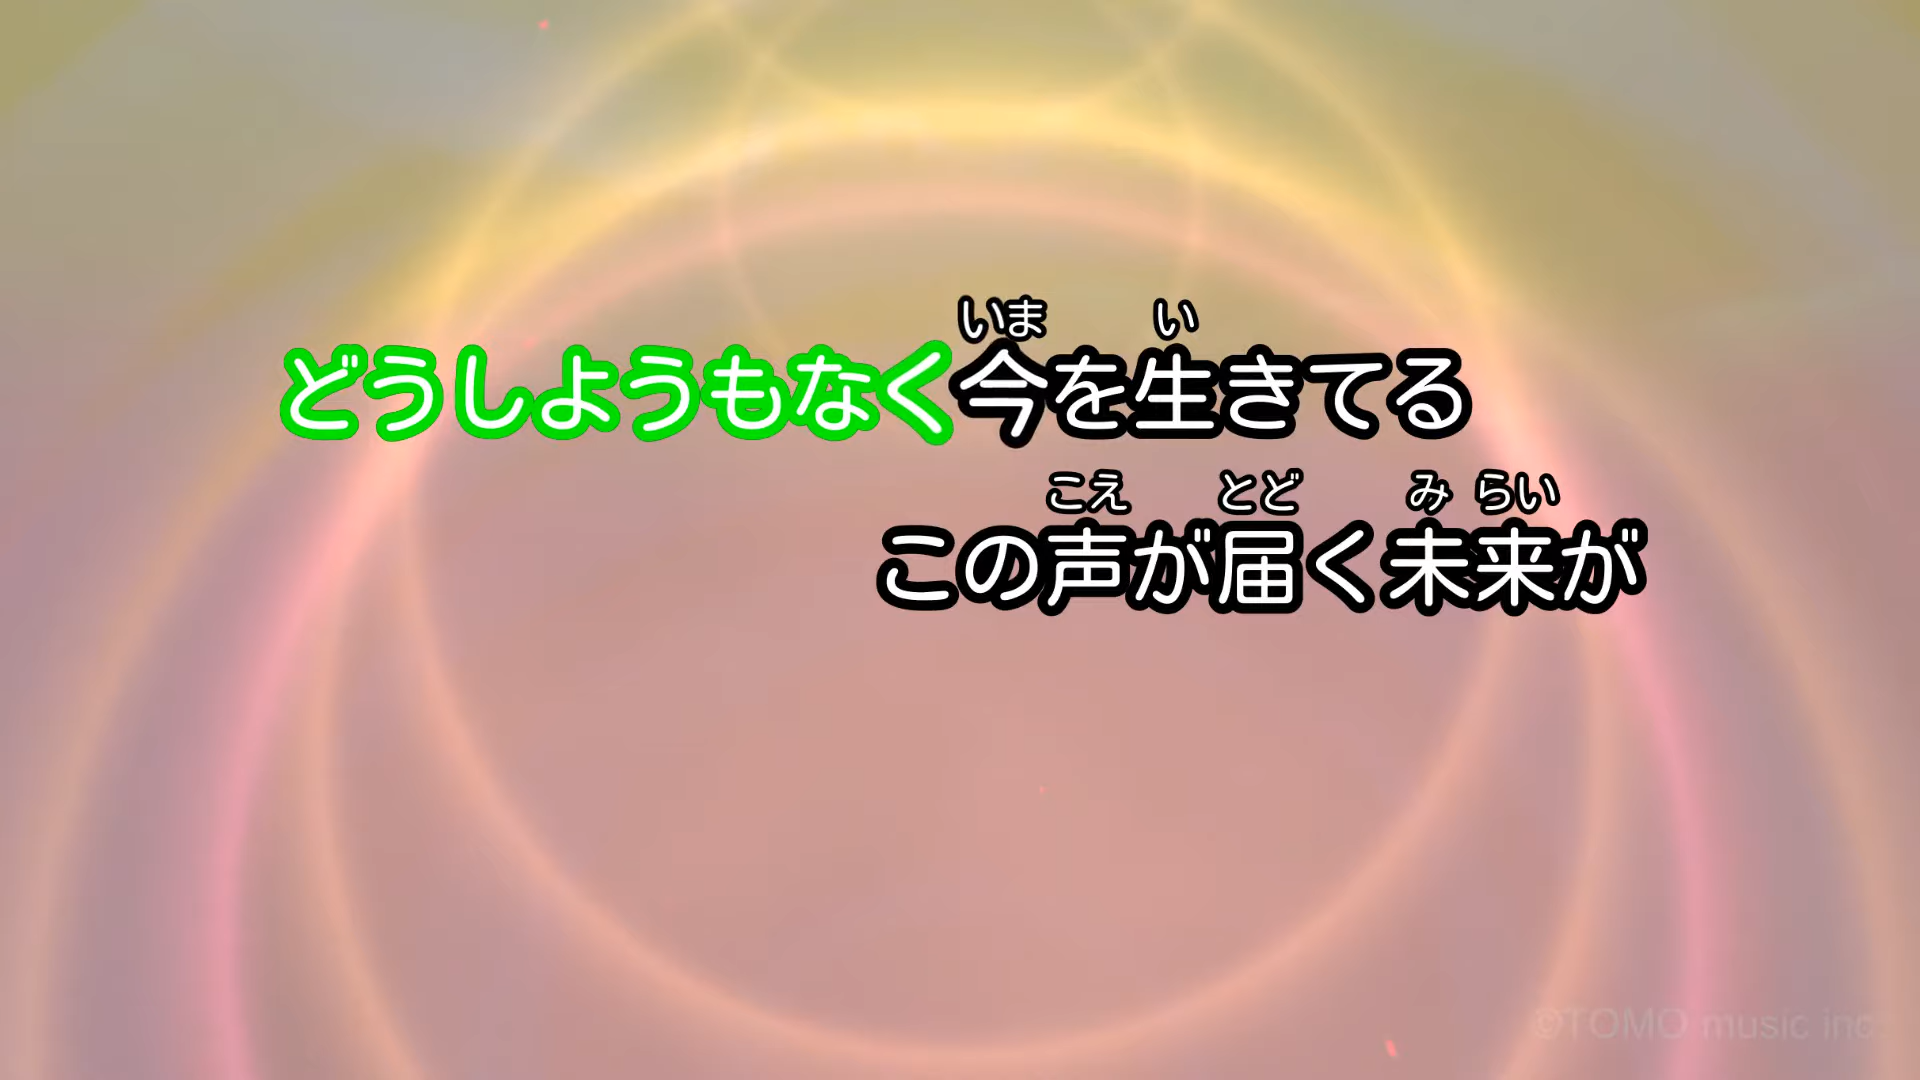 いま い
どうしようもなく今を生きてる
こえ とど み らい
この声が届く未来が
©TOMO music inc